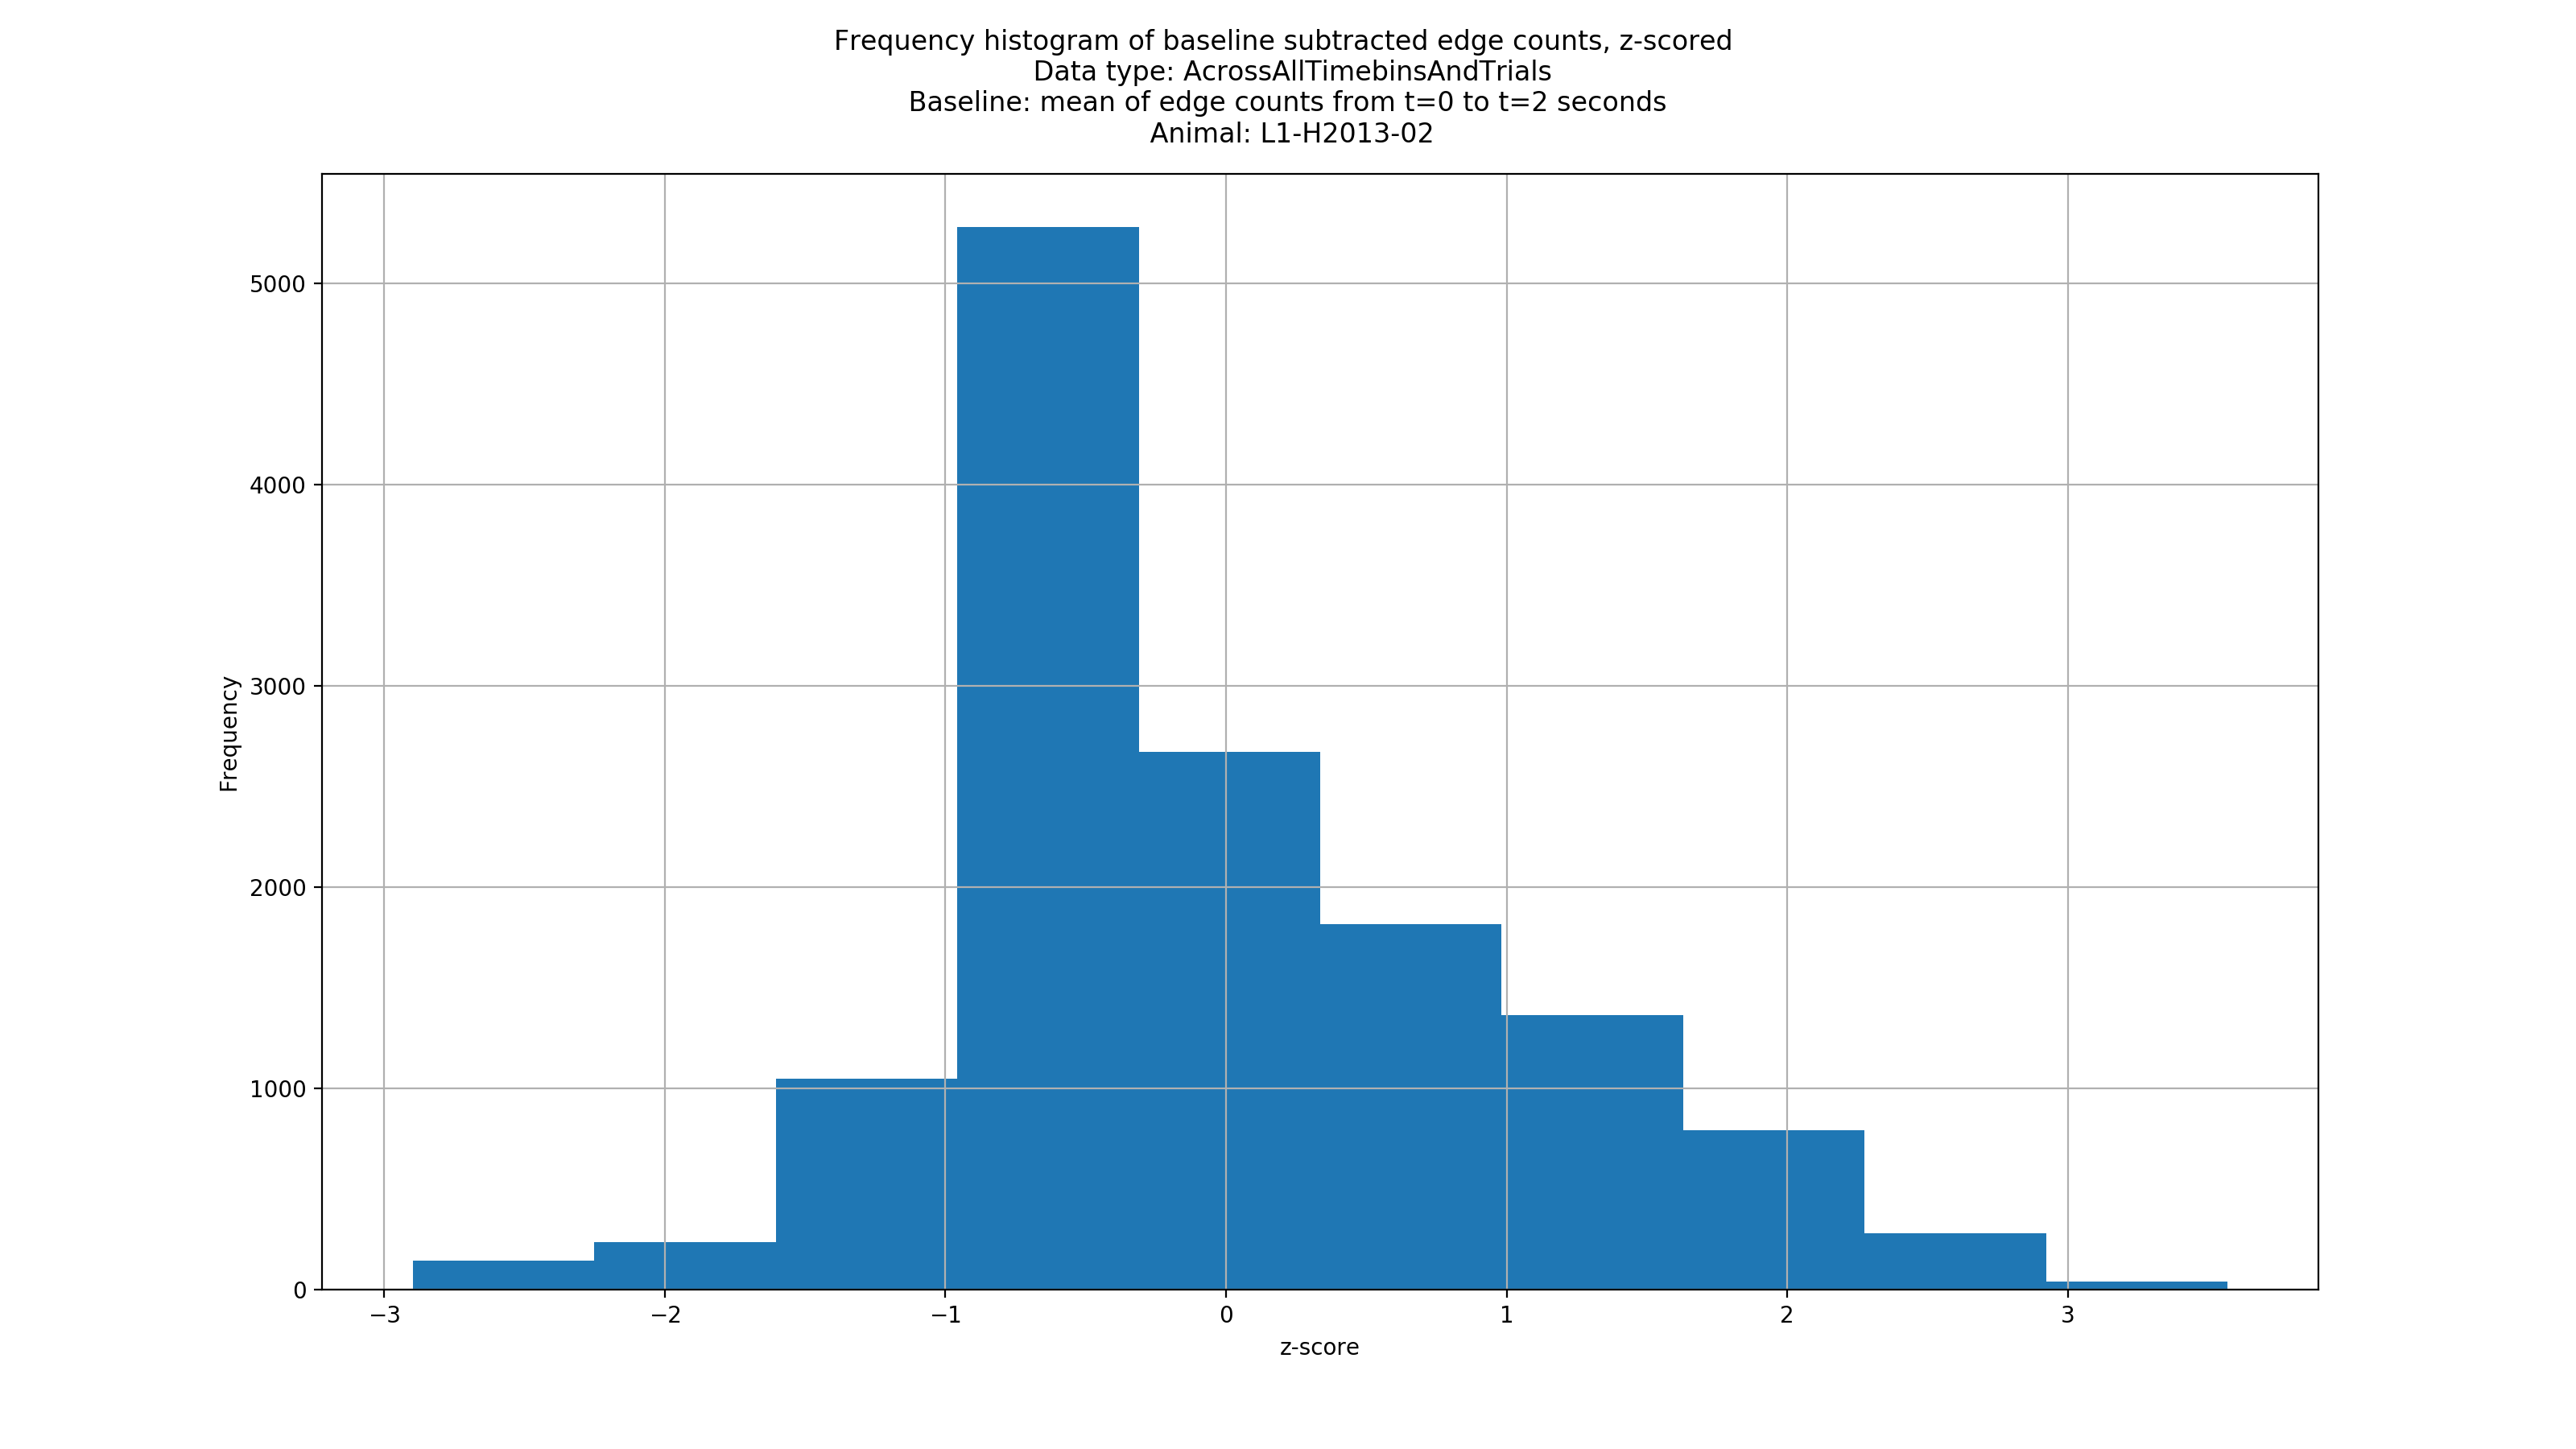 Frequency histogram of baseline subtracted edge counts, z-scored
Data type: AcrossAllTimebinsAndTrials
Baseline: mean of edge counts from t=0 to t=2 seconds
Animal: L1-H2013-02
5000
4000
3000
2000
1000
0
Frequency
−3 −2 −1 0 1 2 3
z-score